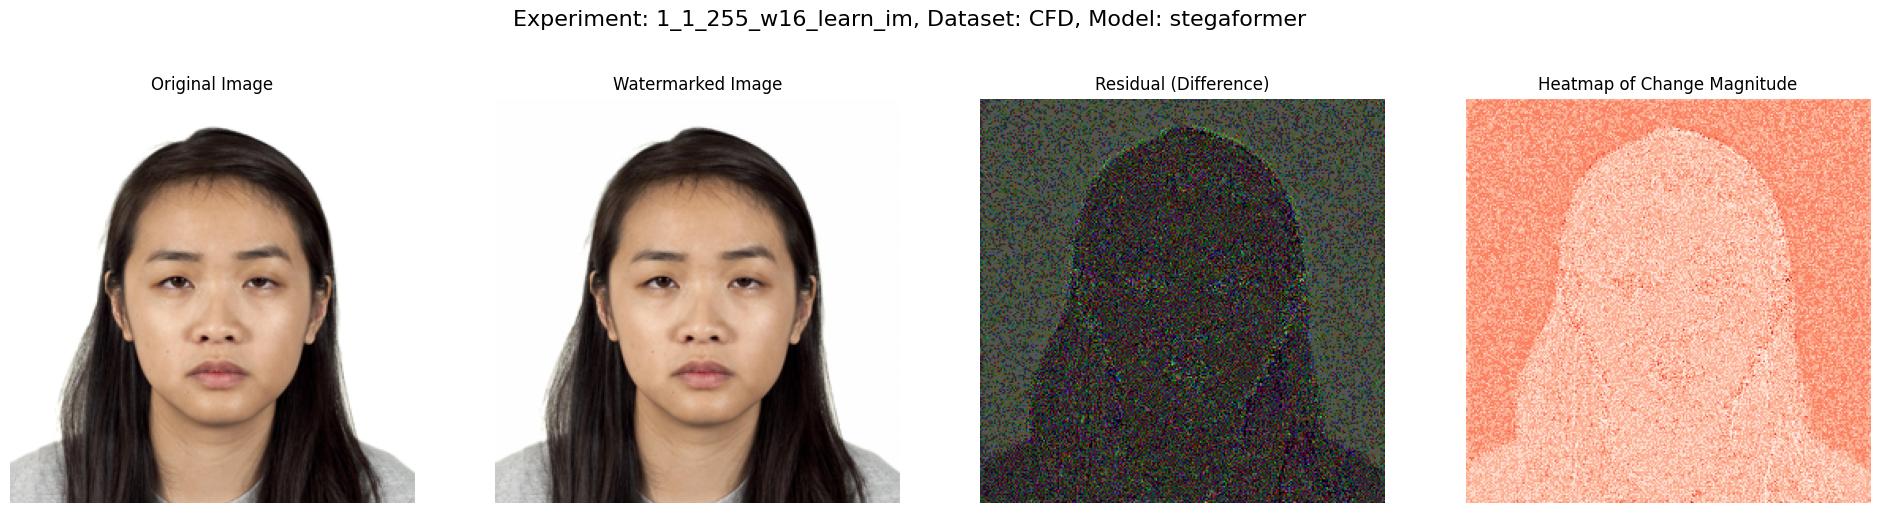 Experiment: 1_1_255_w16_learn_im, Dataset: CFD, Model: stegaformer
Original Image
Watermarked Image
Residual (Difference)
Heatmap of Change Magnitude